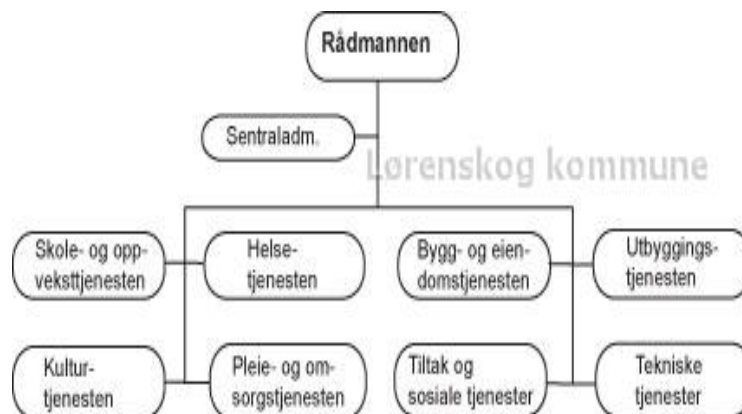 Rådmannen
Sentraladm.
Lørenskog kommune
Skole- og opp-
veksttjenesten
Helse-
tjenesten
Bygg- og eien-
domstjenesten
Utbyggings-
tjenesten
Kultur-
tjenesten
Pleie- og om-
sorgstjenesten
Tiltak og
sosiale tjenester
Tekniske
tjenester